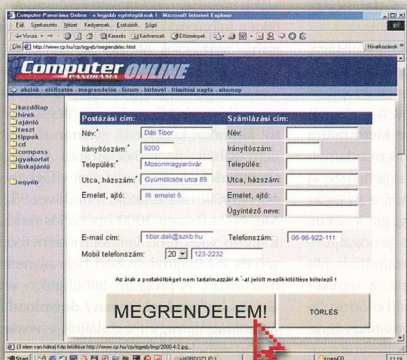 Computer Panoráma Online - a legjobb egérfogóknak ! - Microsoft Internet Explorer
Fájl Szerkesztés Nézet Kedvencek Eszközök Súgó
Vissza Keresés Kedvencek Előzmények
Cím http://www.cp.hu/cp/egyeb/megrendeles.html Hivatkozások
Computer PANORÁMA ONLINE
akciók - előfizetés - megrendelés - fórum - hírlevél - frissítési napló - sitemap
kezdőlap
hírek
ajánló
teszt
tippek
cd
compass
gyakorlat
linkajánló
egyéb
Postázási cím: Számlázási cím:
Név:* Dáli Tibor Név:
Irányítószám:* 9200 Irányítószám:
Település:* Mosonmagyaróvár Település:
Utca, házszám:* Gyümölcsös utca 89. Utca, házszám:
Emelet, ajtó: III. emelet 6. Emelet, ajtó:
Ügyintéző neve:
E-mail cím: tibor.dali@szkb.hu Telefonszám: 06-96-922-111
Mobil telefonszám: 20 123-2232
Az árak a postaköltséget nem tartalmazzák! A *-al jelölt mezők kitöltése kötelező !
MEGRENDELEM! TÖRLÉS
Start 12:19